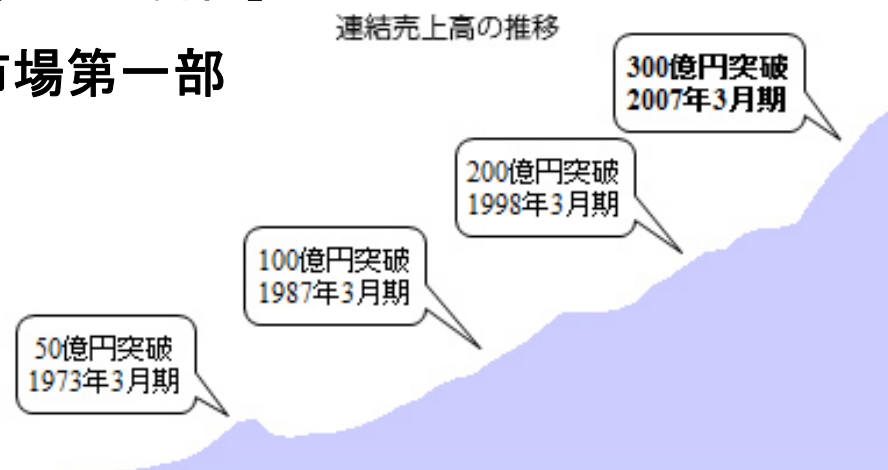 連結売上高の推移
市場第一部
300億円突破
2007年3月期
200億円突破
1998年3月期
100億円突破
1987年3月期
50億円突破
1973年3月期